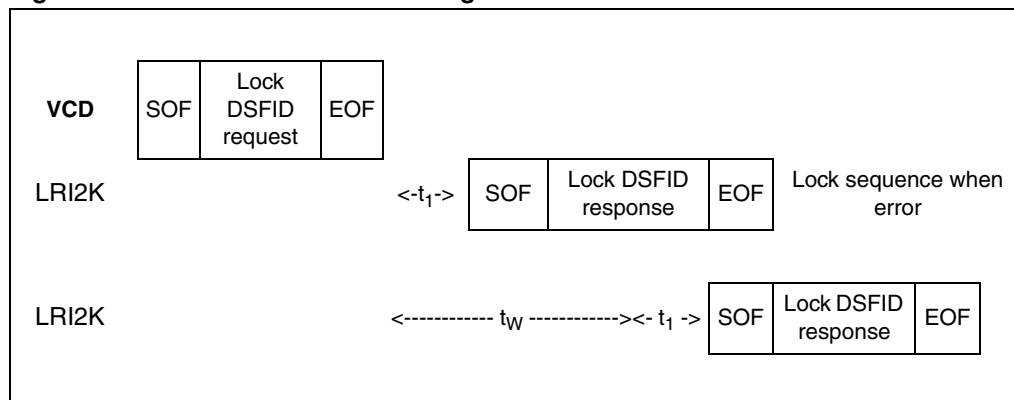 VCD
SOF
Lock
DSFID
request
EOF
LRI2K
<-t1->
SOF
Lock DSFID
response
EOF
Lock sequence when
error
LRI2K
<------------ tW ------------><- t1 ->
SOF
Lock DSFID
response
EOF